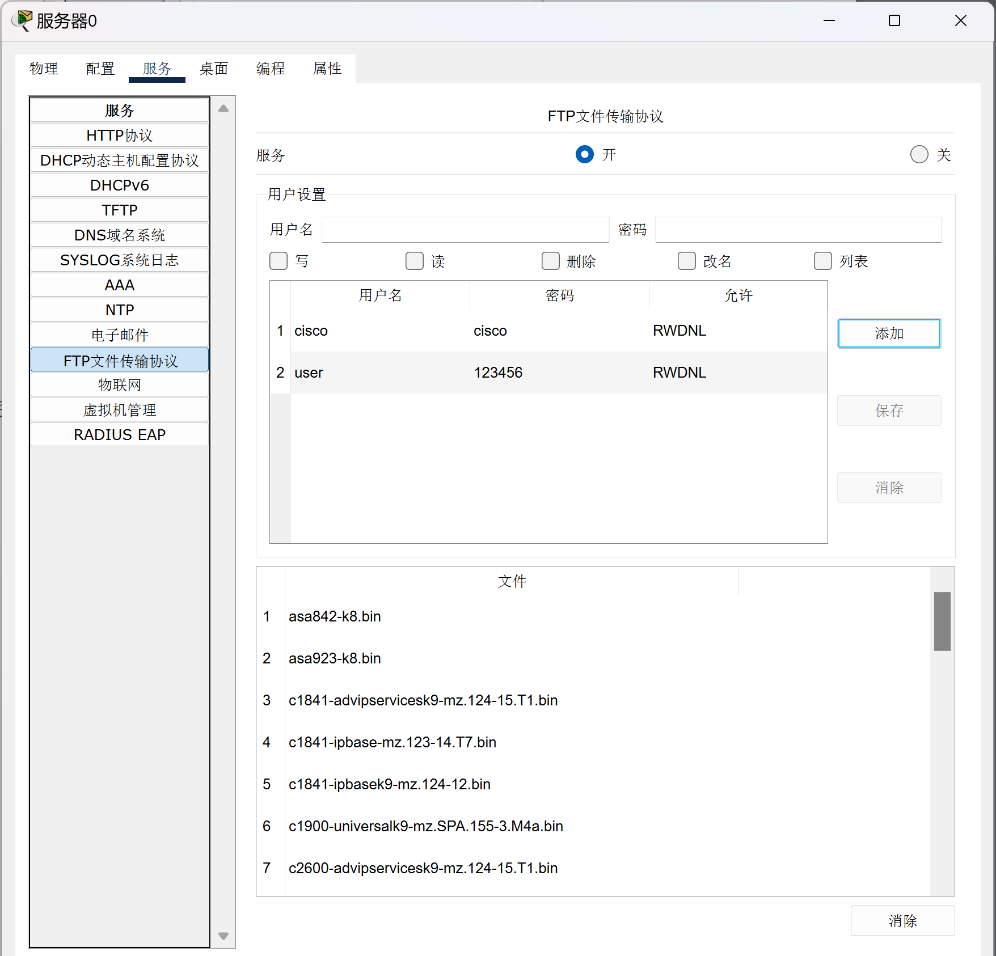 服务器0
物理 配置 服务 桌面 编程 属性
服务
HTTP协议
DHCP动态主机配置协议
DHCPv6
TFTP
DNS域名系统
SYSLOG系统日志
AAA
NTP
电子邮件
FTP文件传输协议
物联网
虚拟机管理
RADIUS EAP
FTP文件传输协议
服务 开 关
用户设置
用户名 密码
写 读 删除 改名 列表
用户名 密码 允许
1 cisco cisco RWDNL
2 user 123456 RWDNL
添加
保存
消除
文件
1 asa842-k8.bin
2 asa923-k8.bin
3 c1841-advipservicesk9-mz.124-15.T1.bin
4 c1841-ipbase-mz.123-14.T7.bin
5 c1841-ipbasek9-mz.124-12.bin
6 c1900-universalk9-mz.SPA.155-3.M4a.bin
7 c2600-advipservicesk9-mz.124-15.T1.bin
消除